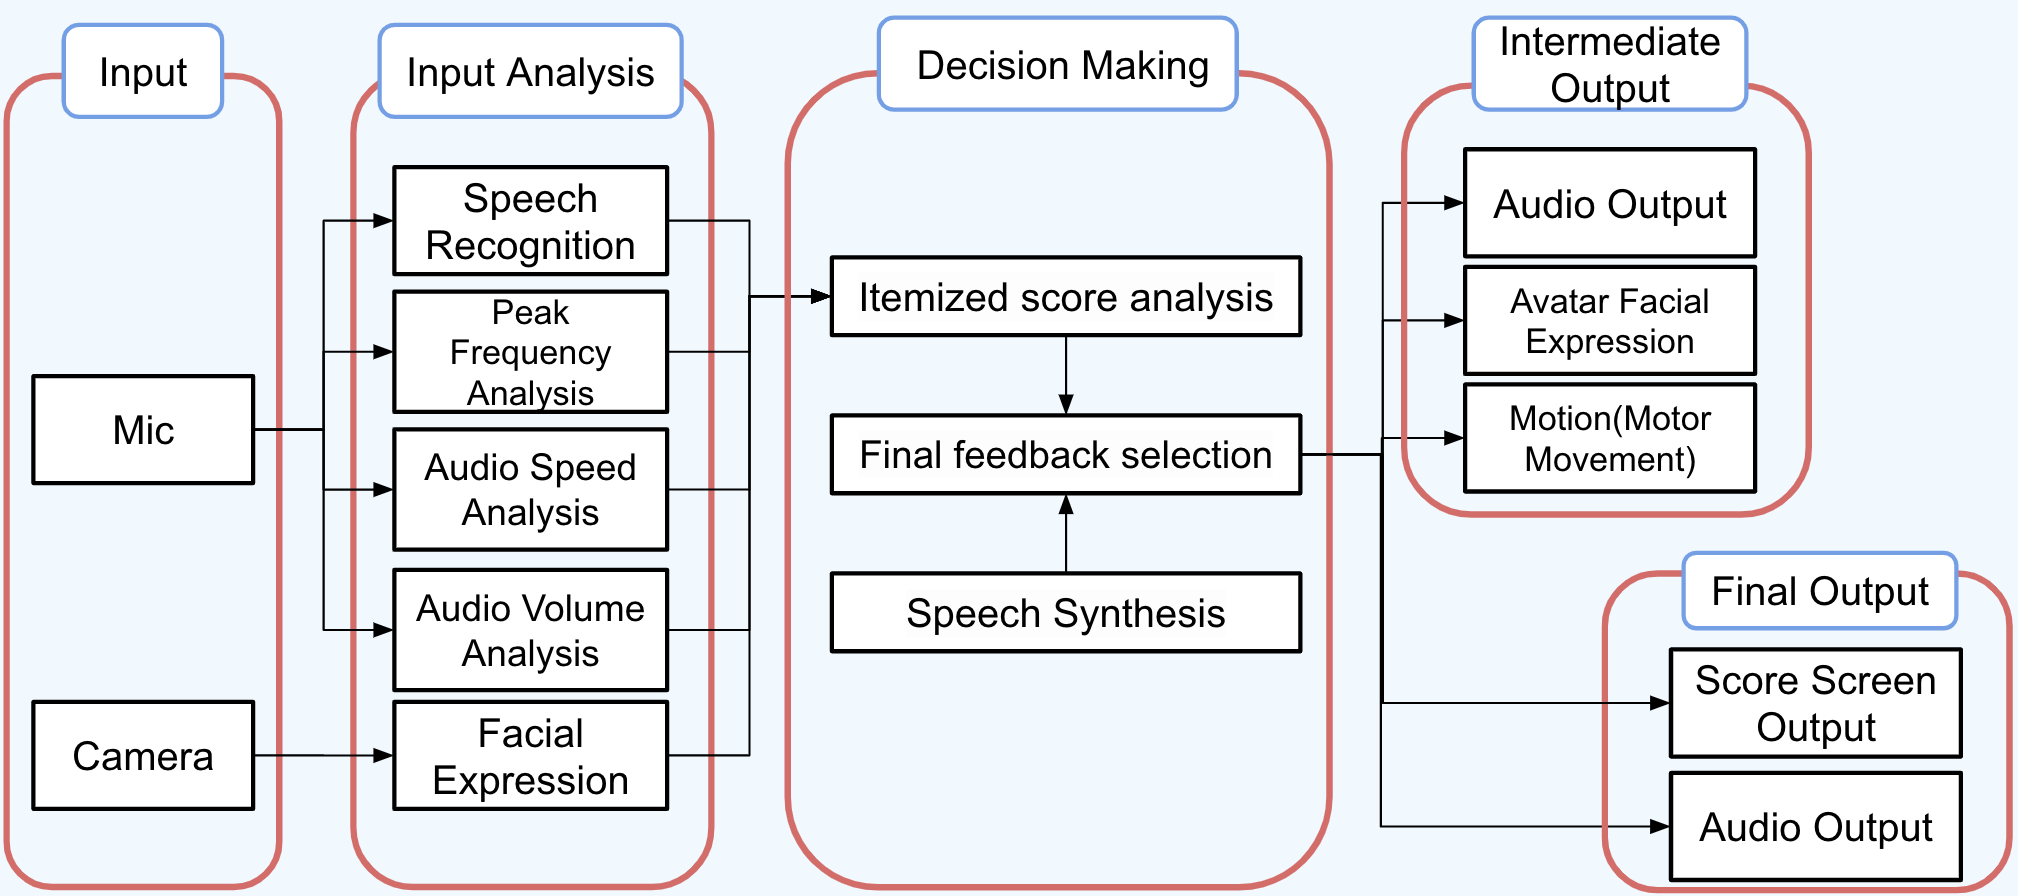 Input
Mic
Camera
Input Analysis
Speech
Recognition
Peak
Frequency
Analysis
Audio Speed
Analysis
Audio Volume
Analysis
Facial
Expression
Decision Making
Itemized score analysis
Final feedback selection
Speech Synthesis
Intermediate
Output
Audio Output
Avatar Facial
Expression
Motion(Motor
Movement)
Final Output
Score Screen
Output
Audio Output